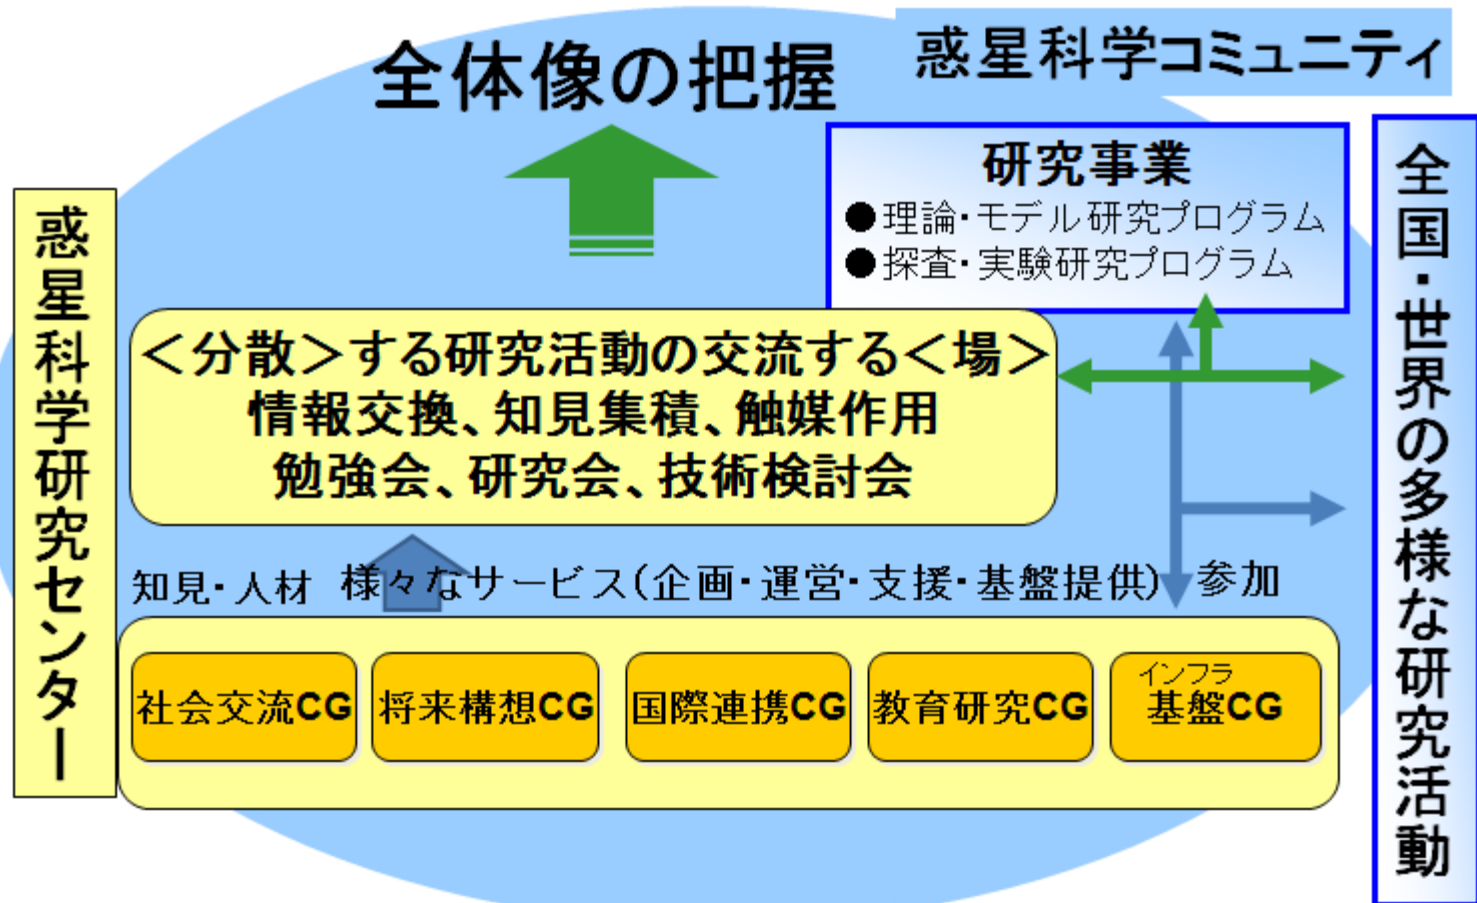 全体像の把握
惑星科学コミュニティ
惑星科学研究センター
研究事業
●理論・モデル研究プログラム
●探査・実験研究プログラム
全国・世界の多様な研究活動
＜分散＞する研究活動の交流する＜場＞
情報交換、知見集積、触媒作用
勉強会、研究会、技術検討会
知見・人材 様々なサービス(企画・運営・支援・基盤提供) 参加
社会交流CG
将来構想CG
国際連携CG
教育研究CG
インフラ
基盤CG